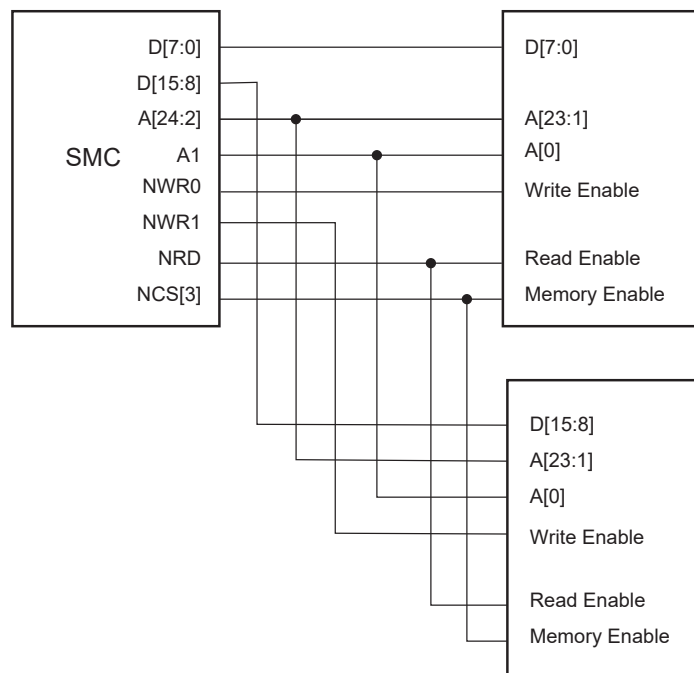 D[7:0]
D[15:8]
A[24:2]
SMC
A1
NWR0
NWR1
NRD
NCS[3]
D[7:0]
A[23:1]
A[0]
Write Enable
Read Enable
Memory Enable
D[15:8]
A[23:1]
A[0]
Write Enable
Read Enable
Memory Enable